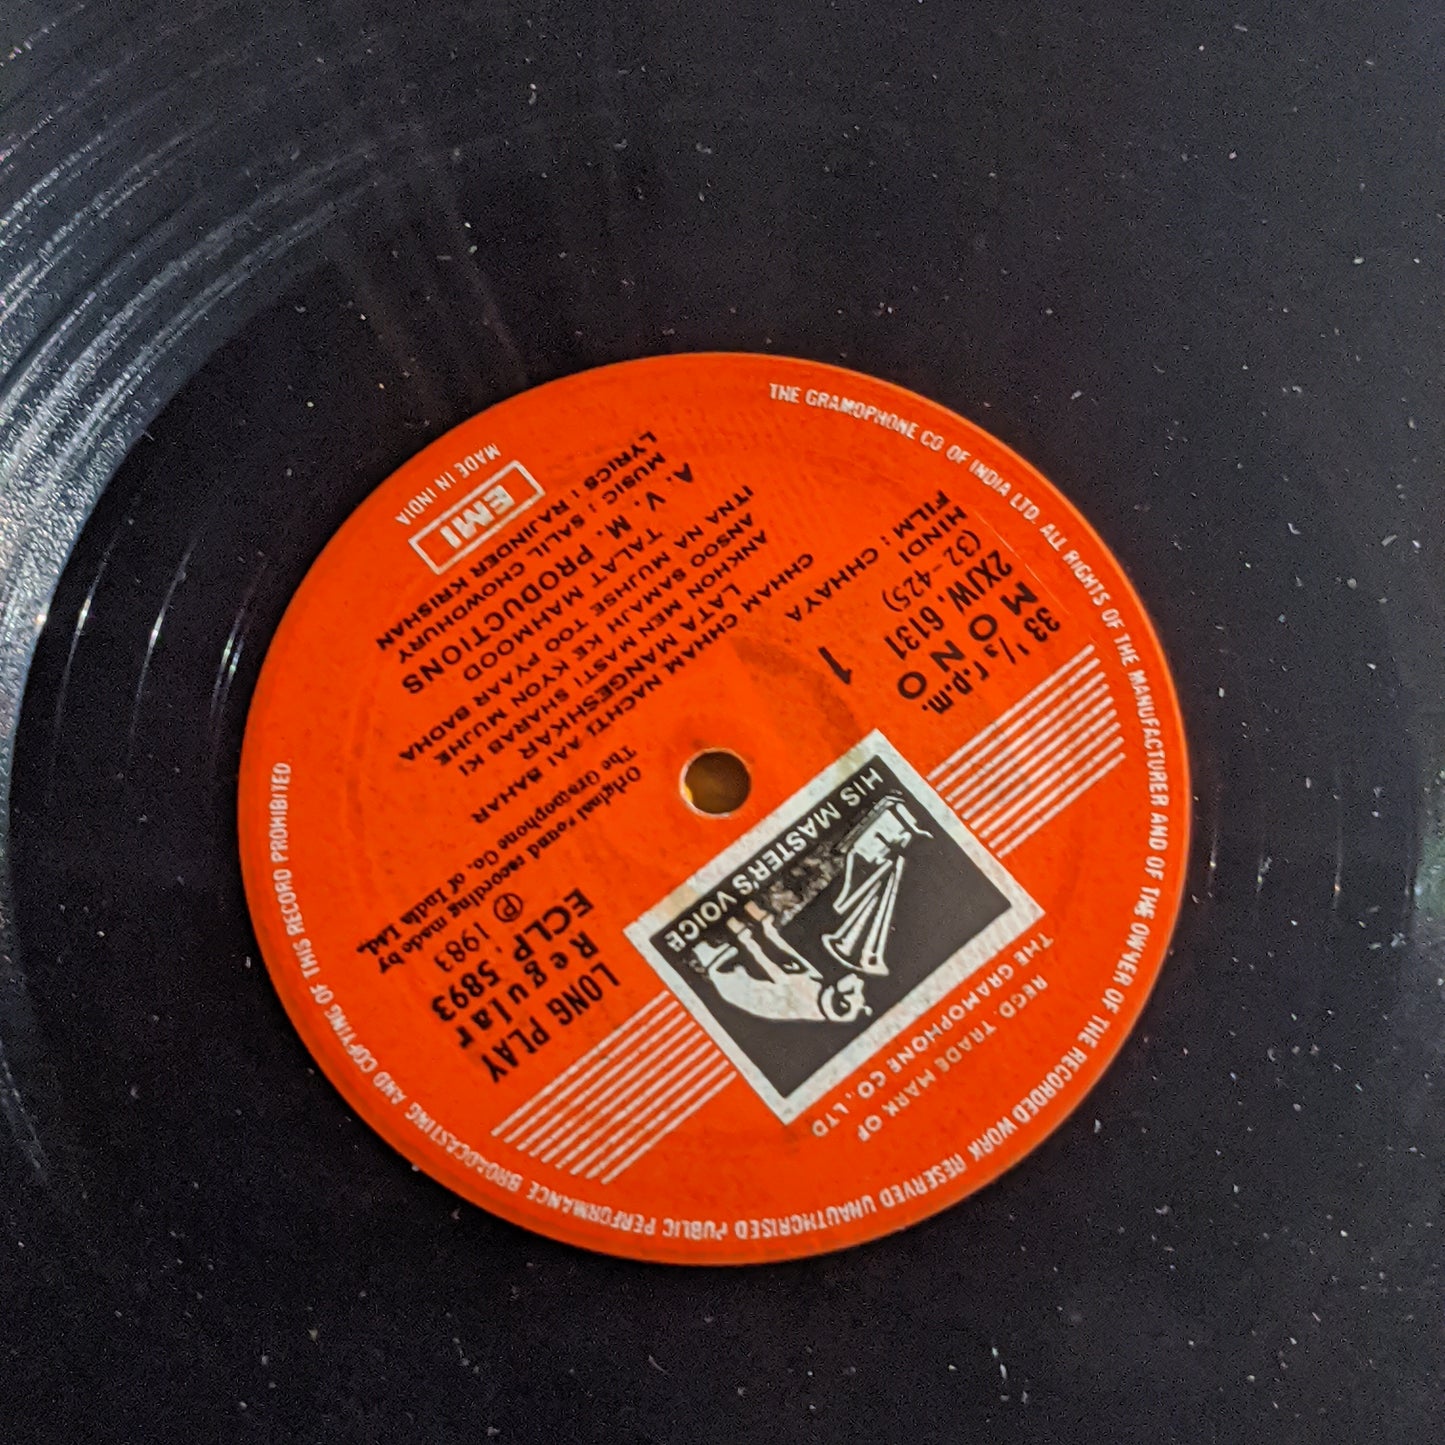 REGD. TRADE MARK OF
THE GRAMOPHONE CO. LTD
HIS MASTER'S VOICE
33 1/3 r.p.m.
MONO
2XJW. 6131
(32-425)
HINDI
FILM : CHHAYA
1
LONG PLAY
Regular
ECLP 5893
℗ 1983
Original sound recording made by
The Gramophone Co. of India Ltd.
CHHAM CHHAM NACHTI AAI BAHAR
LATA MANGESHKAR
ANKHON MEN MASTI SHARAB KI
ANSOO SAMAJH KE KYON MUJHE
ITNA NA MUJHSE TOO PYAAR BADHA
TALAT MAHMOOD
A. V. M. PRODUCTIONS
MUSIC : SALIL CHOWDHURY
LYRICS : RAJINDER KRISHAN
EMI
MADE IN INDIA
THE GRAMOPHONE CO OF INDIA LTD. ALL RIGHTS OF THE MANUFACTURER AND OF THE OWNER OF THE RECORDED WORK RESERVED UNAUTHORISED PUBLIC PERFORMANCE BROADCASTING AND COPYING OF THIS RECORD PROHIBITED